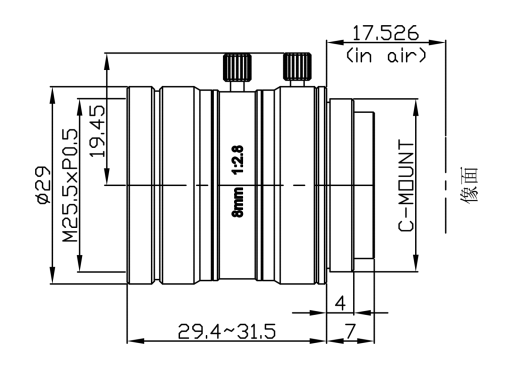 17.526
(in air)
19.45
⌀29
M25.5xP0.5
8mm 1:2.8
C-MOUNT
像面
4
29.4~31.5
7